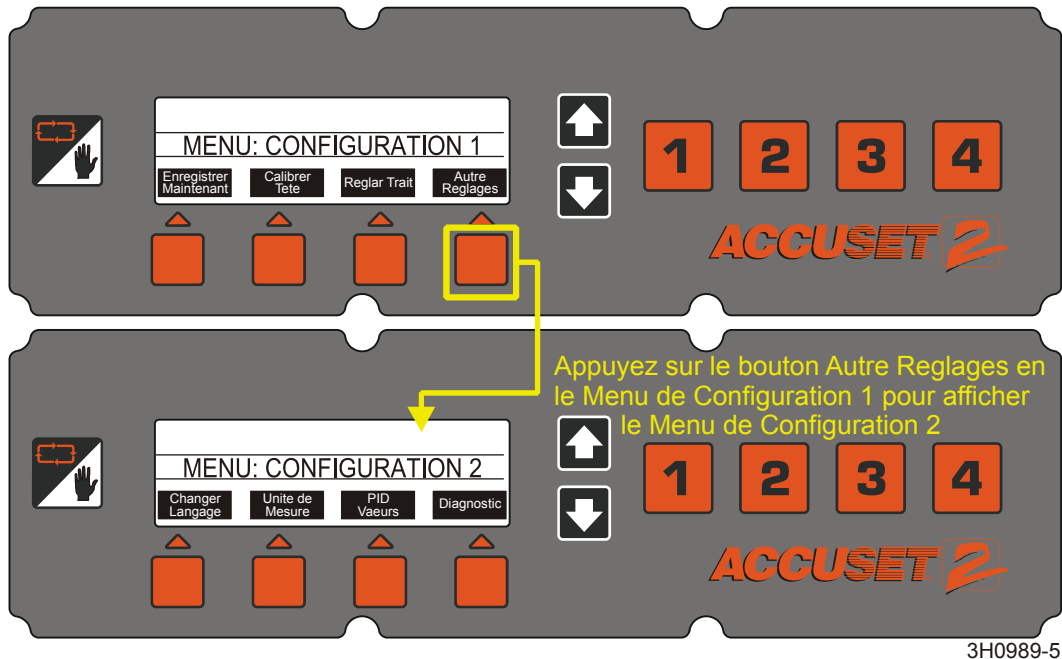 MENU: CONFIGURATION 1
Enregistrer Maintenant
Calibrer Tete
Reglar Trait
Autre Reglages
1 2 3 4
ACCUSET 2
Appuyez sur le bouton Autre Reglages en
le Menu de Configuration 1 pour afficher
le Menu de Configuration 2
MENU: CONFIGURATION 2
Changer Langage
Unite de Mesure
PID Vaeurs
Diagnostic
1 2 3 4
ACCUSET 2
3H0989-5